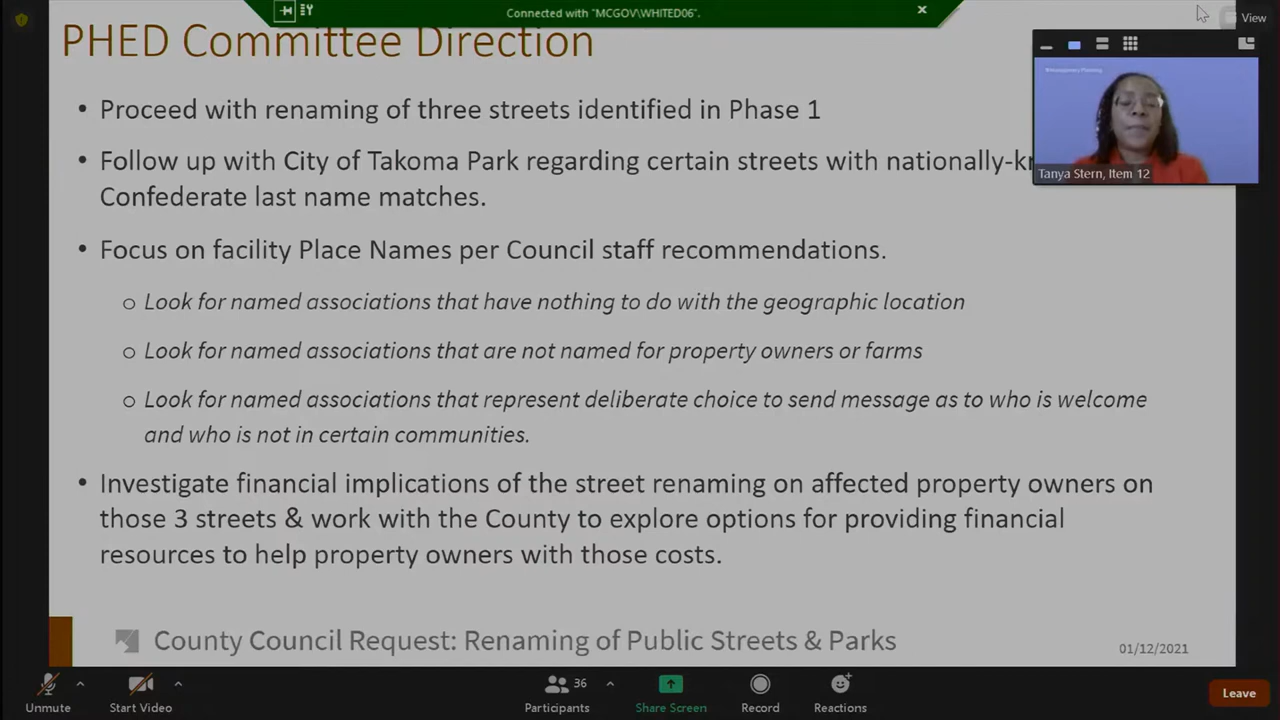 Connected with "MCGOV\WHITED06".
View
PHED Committee Direction
• Proceed with renaming of three streets identified in Phase 1
• Follow up with City of Takoma Park regarding certain streets with
Confederate last name matches.
Tanya Stern, Item 12
• Focus on facility Place Names per Council staff recommendations.
o Look for named associations that have nothing to do with the geographic location
o Look for named associations that are not named for property owners or farms
o Look for named associations that represent deliberate choice to send message as to who is welcome
and who is not in certain communities.
• Investigate financial implications of the street renaming on affected property owners on
those 3 streets & work with the County to explore options for providing financial
resources to help property owners with those costs.
County Council Request: Renaming of Public Streets & Parks
01/12/2021
Unmute
Start Video
36
Participants
Share Screen
Record
Reactions
Leave